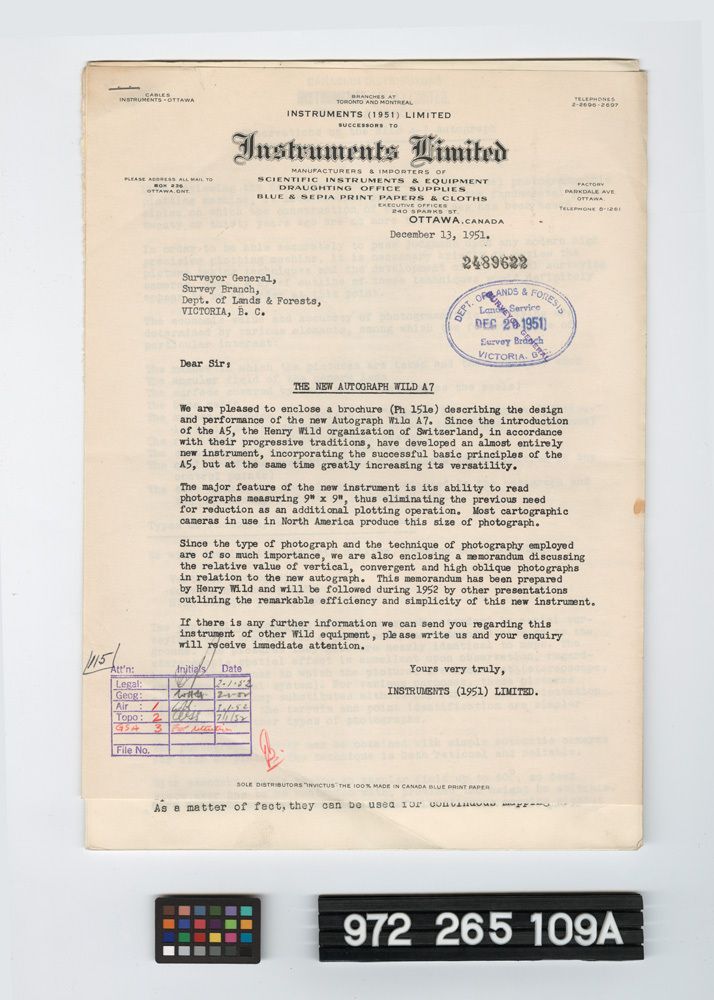 CABLES
INSTRUMENTS - OTTAWA
BRANCHES AT
TORONTO AND MONTREAL
TELEPHONES
2-2696-2697
INSTRUMENTS (1951) LIMITED
SUCCESSORS TO
Instruments Limited
MANUFACTURERS & IMPORTERS OF
SCIENTIFIC INSTRUMENTS & EQUIPMENT
DRAUGHTING OFFICE SUPPLIES
BLUE & SEPIA PRINT PAPERS & CLOTHS
EXECUTIVE OFFICES
240 SPARKS ST.
OTTAWA, CANADA
PLEASE ADDRESS ALL MAIL TO
BOX 236
OTTAWA, ONT.
FACTORY
PARKDALE AVE
OTTAWA
TELEPHONE 8-1261
December 13, 1951.
2489622
Surveyor General,
Survey Branch,
Dept. of Lands & Forests,
VICTORIA, B. C.
DEPT. OF LANDS & FORESTS
Land Service
DEC 29 1951
Survey Branch
VICTORIA, B.C.
SURVEYOR GENERAL
Dear Sir:
THE NEW AUTOGRAPH WILD A7
We are pleased to enclose a brochure (Ph 151e) describing the design
and performance of the new Autograph Wild A7. Since the introduction
of the A5, the Henry Wild organization of Switzerland, in accordance
with their progressive traditions, have developed an almost entirely
new instrument, incorporating the successful basic principles of the
A5, but at the same time greatly increasing its versatility.
The major feature of the new instrument is its ability to read
photographs measuring 9" x 9", thus eliminating the previous need
for reduction as an additional plotting operation. Most cartographic
cameras in use in North America produce this size of photograph.
Since the type of photograph and the technique of photography employed
are of so much importance, we are also enclosing a memorandum discussing
the relative value of vertical, convergent and high oblique photographs
in relation to the new autograph. This memorandum has been prepared
by Henry Wild and will be followed during 1952 by other presentations
outlining the remarkable efficiency and simplicity of this new instrument.
If there is any further information we can send you regarding this
instrument of other Wild equipment, please write us and your enquiry
will receive immediate attention.
Yours very truly,
INSTRUMENTS (1951) LIMITED.
115
Att'n: Initials Date
Legal: 2-1-52
Geog:
Air : 1
Topo: 2 7/1/52
GSA 3 For retention
File No.
SOLE DISTRIBUTORS "INVICTUS" THE 100% MADE IN CANADA BLUE PRINT PAPER
As a matter of fact, they can be used for continuous mapping
972 265 109A